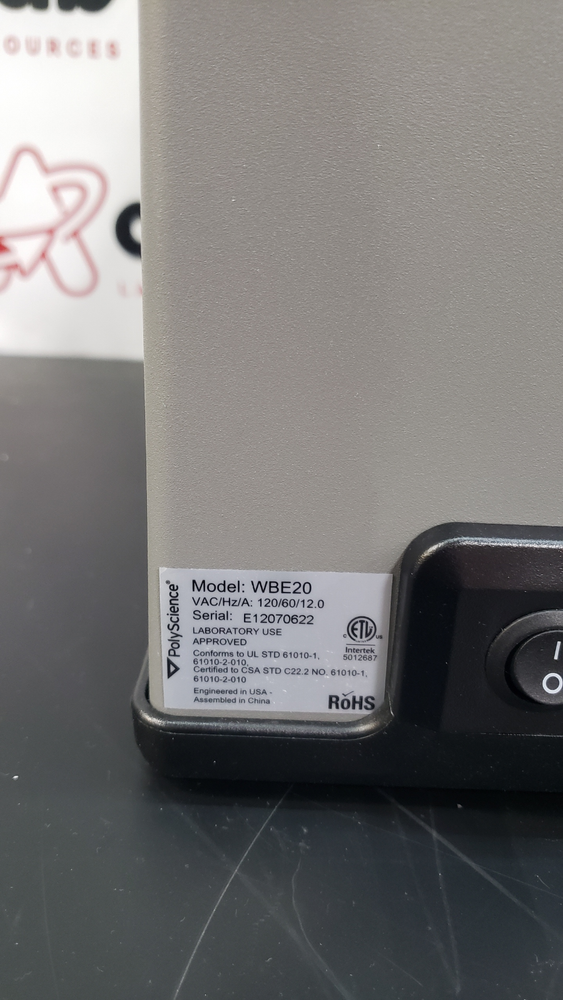 OURCES
PolyScience®
Model: WBE20
VAC/Hz/A: 120/60/12.0
Serial: E12070622
LABORATORY USE
APPROVED
Conforms to UL STD 61010-1,
61010-2-010,
Certified to CSA STD C22.2 NO. 61010-1,
61010-2-010
Engineered in USA -
Assembled in China
c ETL us
Intertek
5012687
RoHS
I
O